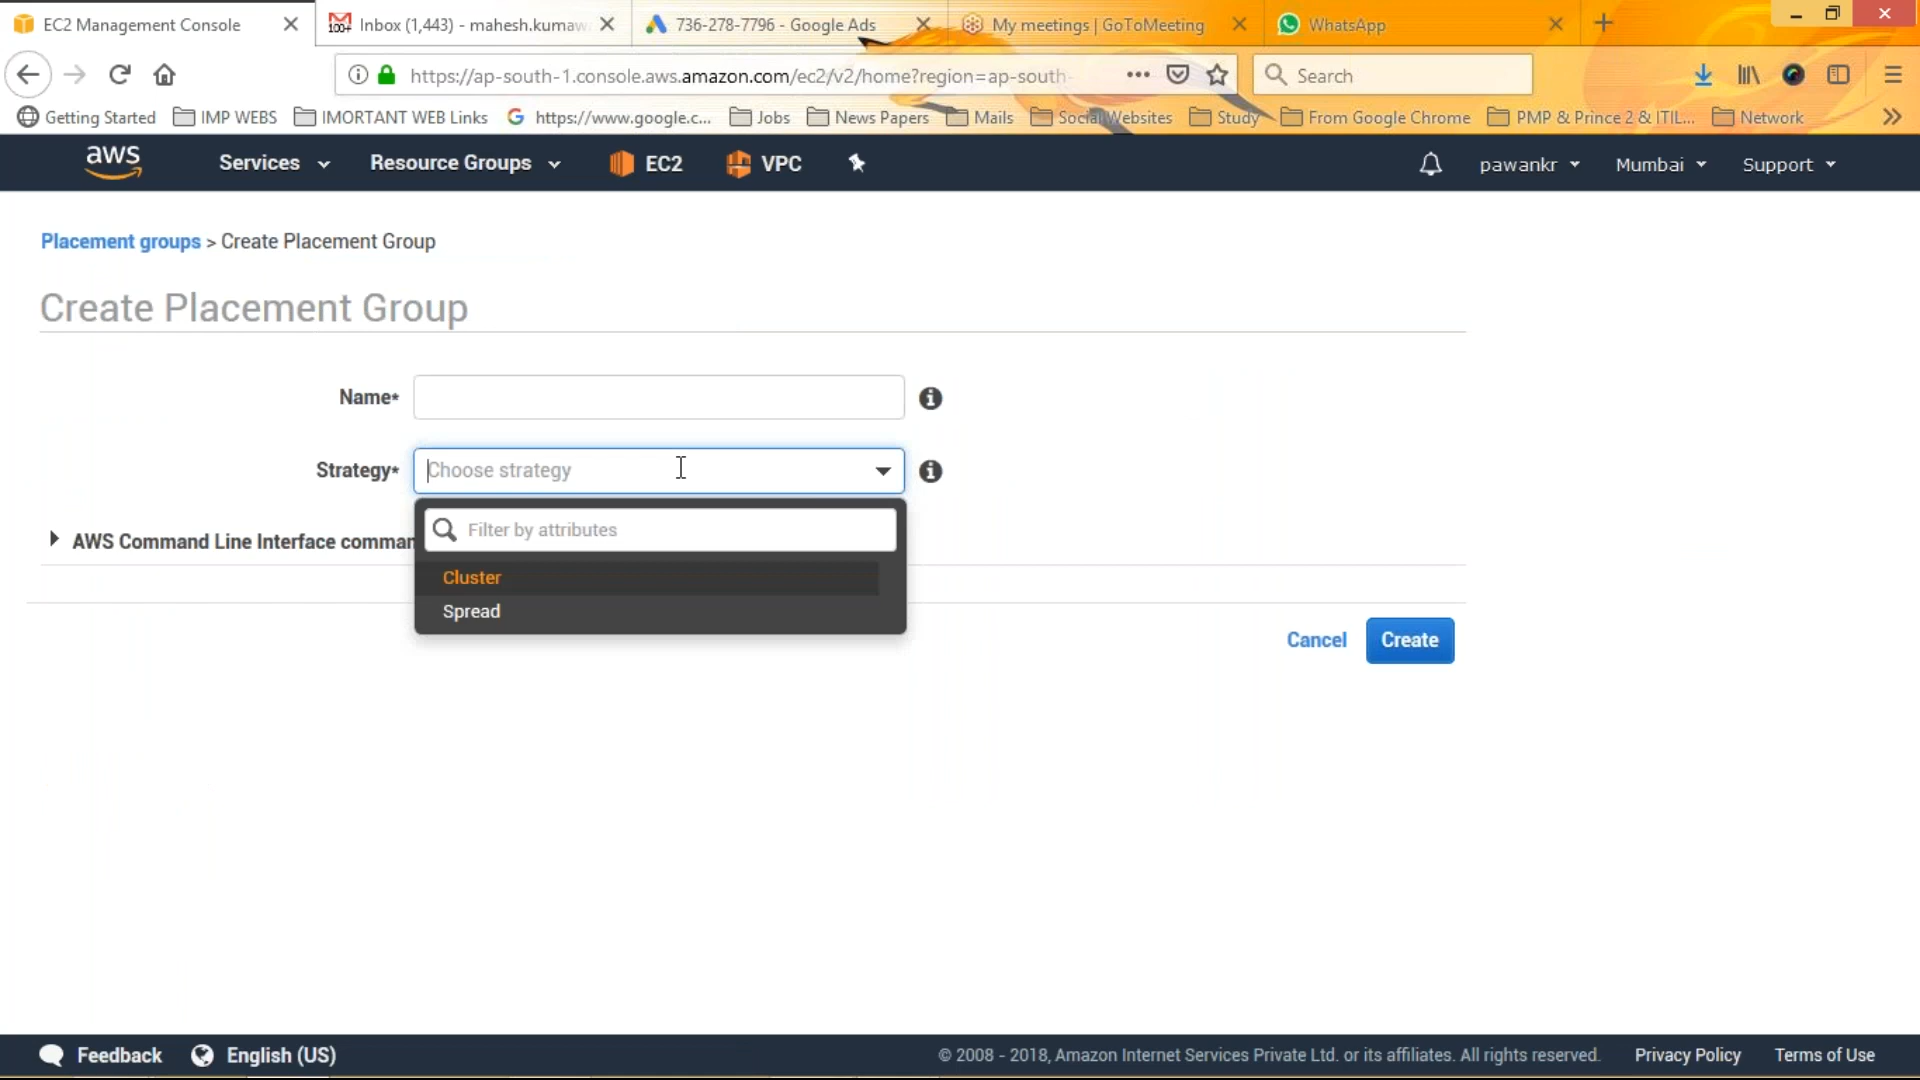 EC2 Management Console
100+ Inbox (1,443) - mahesh.kumaw
736-278-7796 - Google Ads
My meetings | GoToMeeting
WhatsApp
https://ap-south-1.console.aws.amazon.com/ec2/v2/home?region=ap-south-
Search
Getting Started
IMP WEBS
IMORTANT WEB Links
https://www.google.c...
Jobs
News Papers
Mails
Social Websites
Study
From Google Chrome
PMP & Prince 2 & ITIL...
Network
aws
Services
Resource Groups
EC2
VPC
pawankr
Mumbai
Support
Placement groups > Create Placement Group
Create Placement Group
Name*
Strategy*
Choose strategy
Filter by attributes
Cluster
Spread
AWS Command Line Interface comman
Cancel
Create
Feedback
English (US)
© 2008 - 2018, Amazon Internet Services Private Ltd. or its affiliates. All rights reserved.
Privacy Policy
Terms of Use